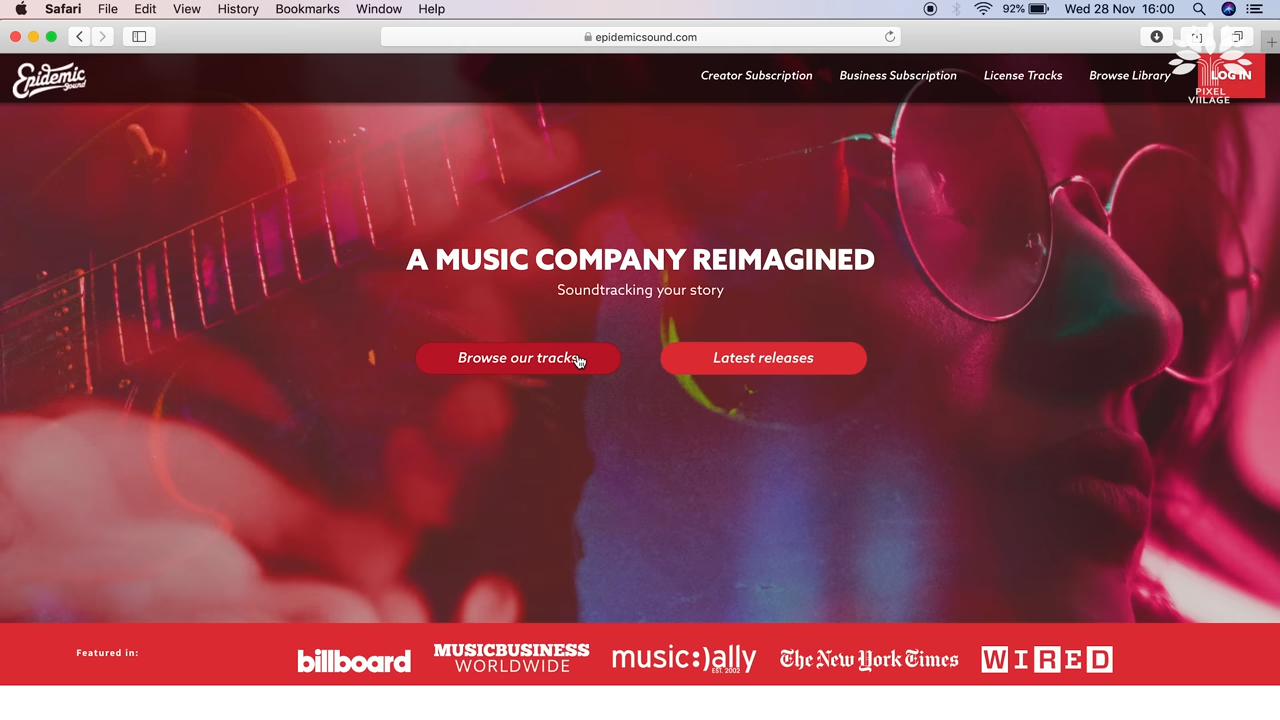 Safari File Edit View History Bookmarks Window Help 92% Wed 28 Nov 16:00
epidemicsound.com
Epidemic Sound
Creator Subscription Business Subscription License Tracks Browse Library LOG IN
PIXEL
VIILAGE
A MUSIC COMPANY REIMAGINED
Soundtracking your story
Browse our tracks Latest releases
Featured in:
billboard
MUSICBUSINESS
WORLDWIDE
music:)ally
EST. 2002
The New York Times
WIRED